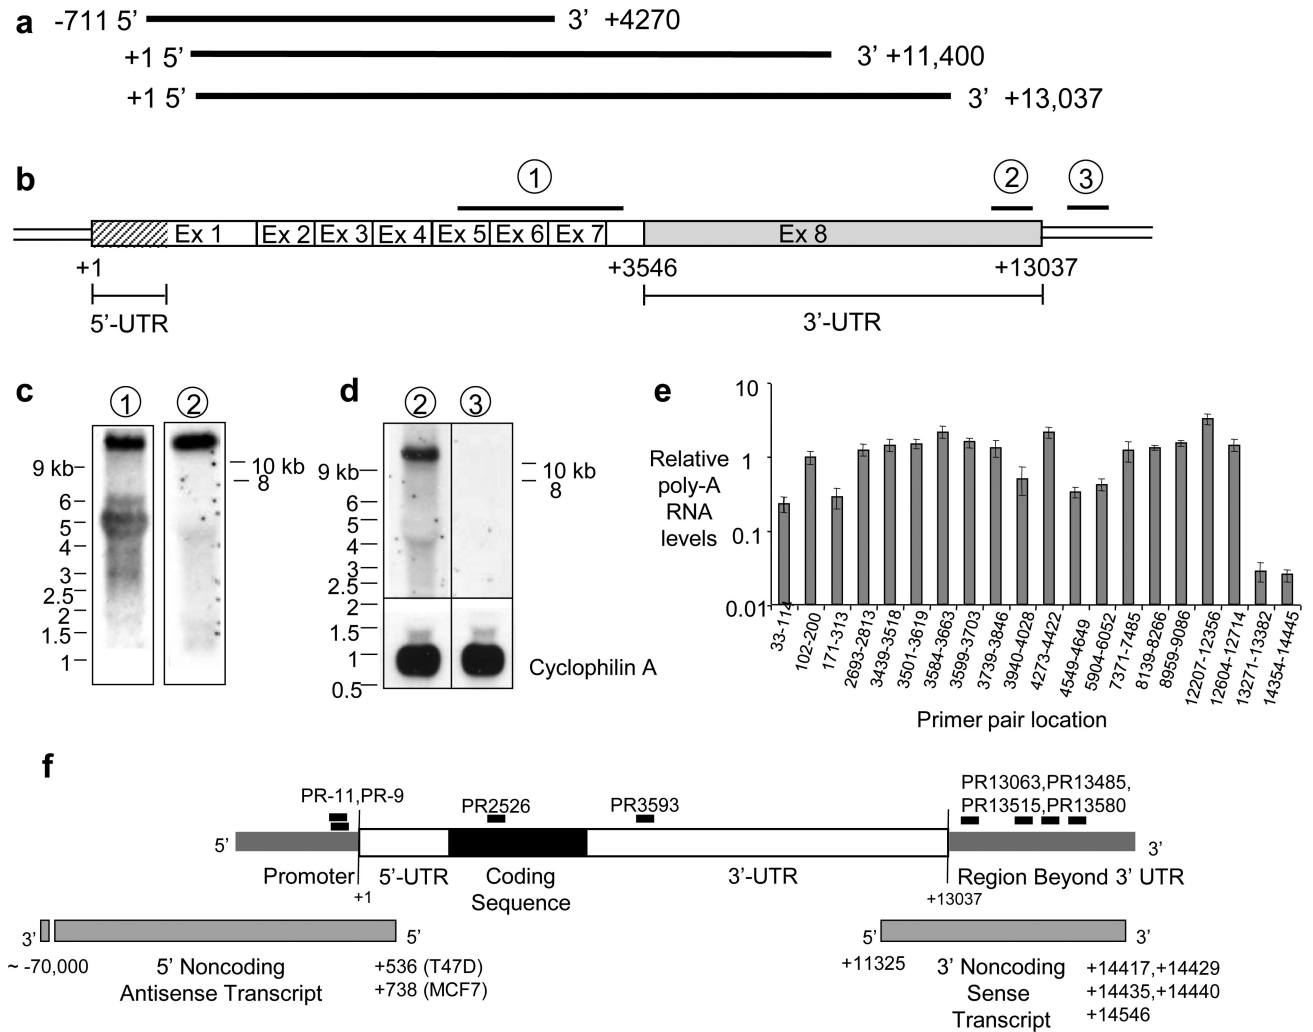 a
-711 5’ 3’ +4270
+1 5’ 3’ +11,400
+1 5’ 3’ +13,037
b
1 2 3
Ex 1 Ex 2 Ex 3 Ex 4 Ex 5 Ex 6 Ex 7 Ex 8
+1 +3546 +13037
5’-UTR 3’-UTR
c
1 2
9 kb
6
5
4
3
2.5
2
1.5
1
10 kb
8
d
2 3
9 kb
6
5
4
3
2.5
2
1.5
1
0.5
10 kb
8
Cyclophilin A
e
Relative
poly-A
RNA
levels
10
1
0.1
0.01
33-114
102-200
171-313
2693-2813
3439-3518
3501-3619
3584-3663
3599-3703
3739-3846
3940-4028
4273-4422
4549-4649
5904-6052
7371-7485
8139-8266
8959-9086
12207-12356
12604-12714
13271-13382
14354-14445
Primer pair location
f
PR-11,PR-9
PR2526
PR3593
PR13063,PR13485,
PR13515,PR13580
5’ 3’
Promoter 5’-UTR Coding 3’-UTR Region Beyond 3’ UTR
Sequence
+1 +13037
3’ 5’ 5’ 3’
~ -70,000 5’ Noncoding +536 (T47D)
Antisense Transcript +738 (MCF7)
+11325 3’ Noncoding +14417,+14429
Sense +14435,+14440
Transcript +14546